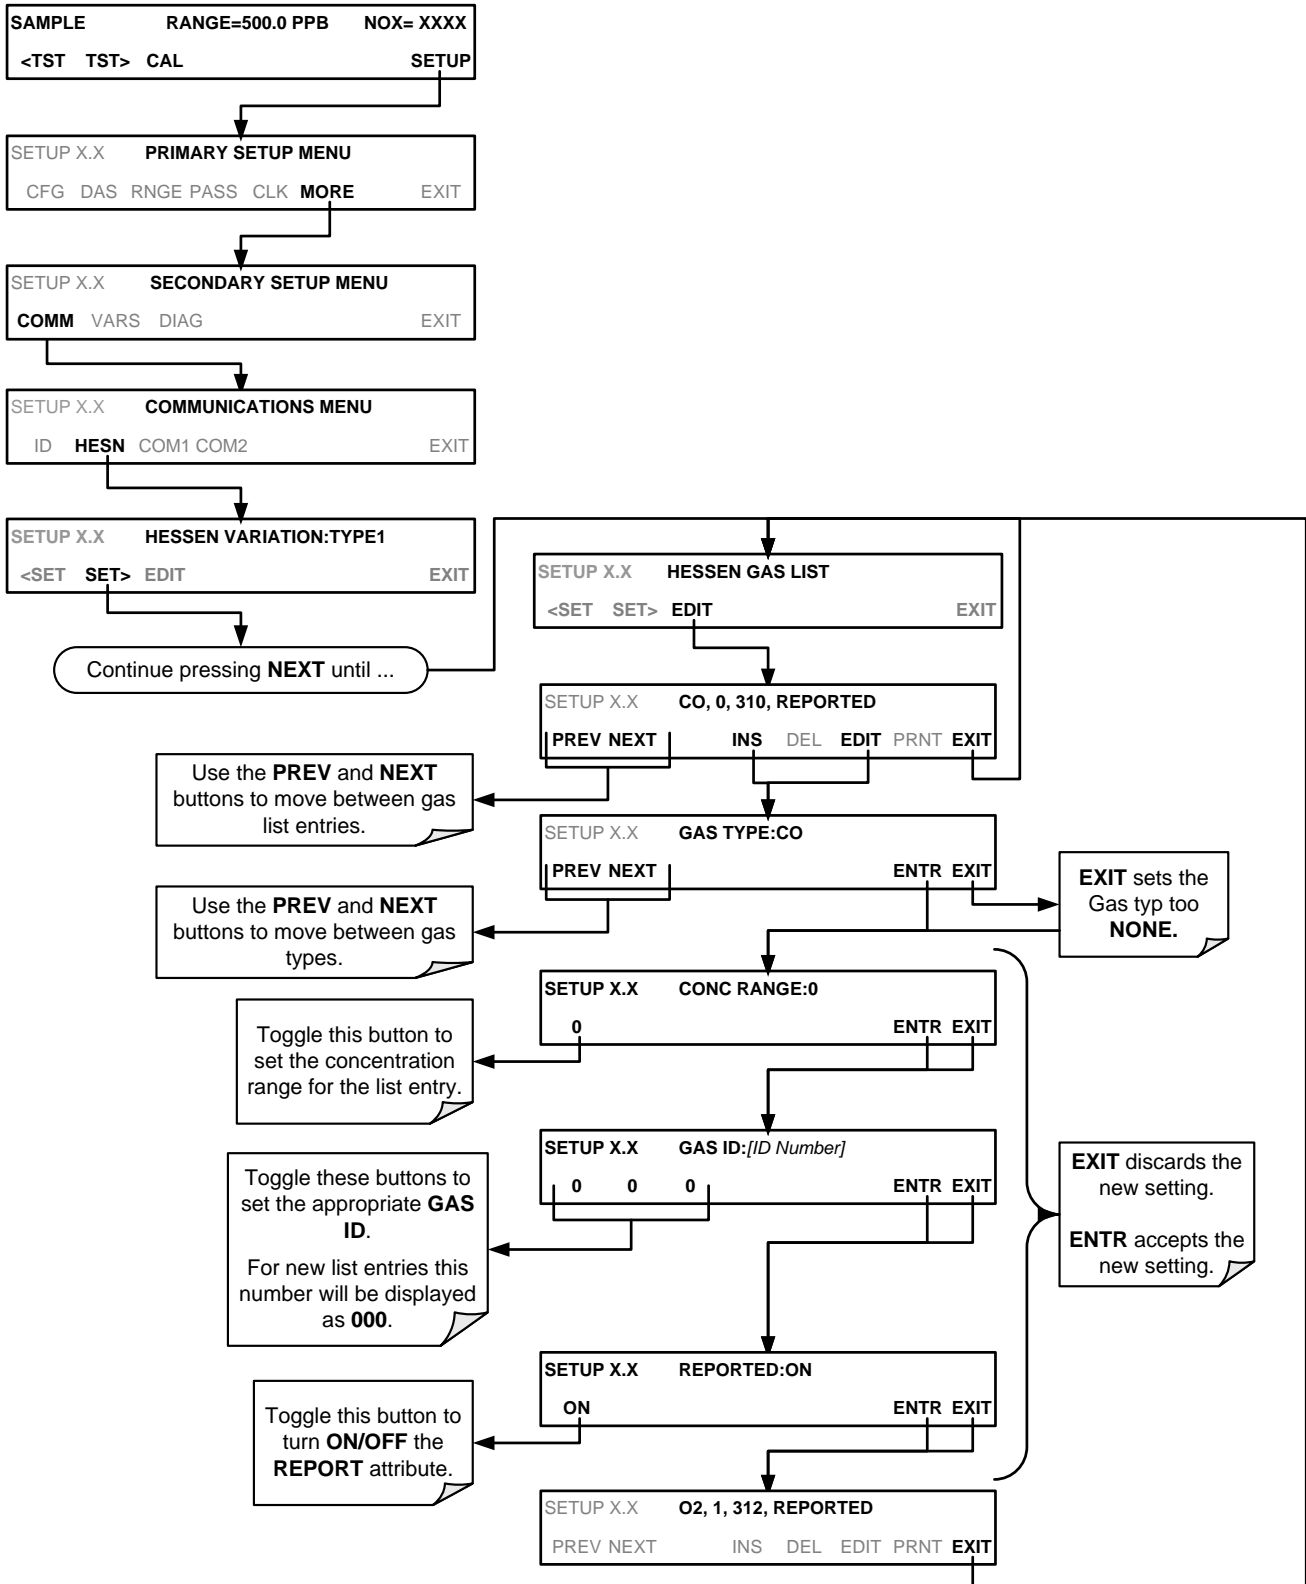 SAMPLE RANGE=500.0 PPB NOX= XXXX
<TST TST> CAL SETUP
SETUP X.X PRIMARY SETUP MENU
CFG DAS RNGE PASS CLK MORE EXIT
SETUP X.X SECONDARY SETUP MENU
COMM VARS DIAG EXIT
SETUP X.X COMMUNICATIONS MENU
ID HESN COM1 COM2 EXIT
SETUP X.X HESSEN VARIATION:TYPE1
<SET SET> EDIT EXIT
Continue pressing NEXT until ...
SETUP X.X HESSEN GAS LIST
<SET SET> EDIT EXIT
SETUP X.X CO, 0, 310, REPORTED
PREV NEXT INS DEL EDIT PRNT EXIT
Use the PREV and NEXT
buttons to move between gas
list entries.
SETUP X.X GAS TYPE:CO
PREV NEXT ENTR EXIT
EXIT sets the
Gas typ too
NONE.
Use the PREV and NEXT
buttons to move between gas
types.
SETUP X.X CONC RANGE:0
0 ENTR EXIT
Toggle this button to
set the concentration
range for the list entry.
SETUP X.X GAS ID:[ID Number]
0 0 0 ENTR EXIT
Toggle these buttons to
set the appropriate GAS
ID.
For new list entries this
number will be displayed
as 000.
EXIT discards the
new setting.
ENTR accepts the
new setting.
SETUP X.X REPORTED:ON
ON ENTR EXIT
Toggle this button to
turn ON/OFF the
REPORT attribute.
SETUP X.X O2, 1, 312, REPORTED
PREV NEXT INS DEL EDIT PRNT EXIT